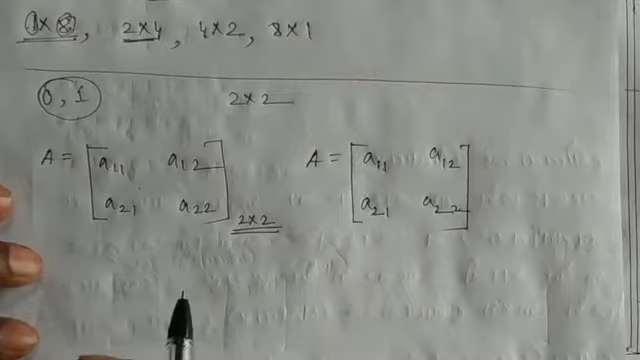 1×8, 2×4, 4×2, 8×1
0, 1 2×2
A = [a11 a12 A = [a11 a12
a21 a22] 2×2 a21 a22]